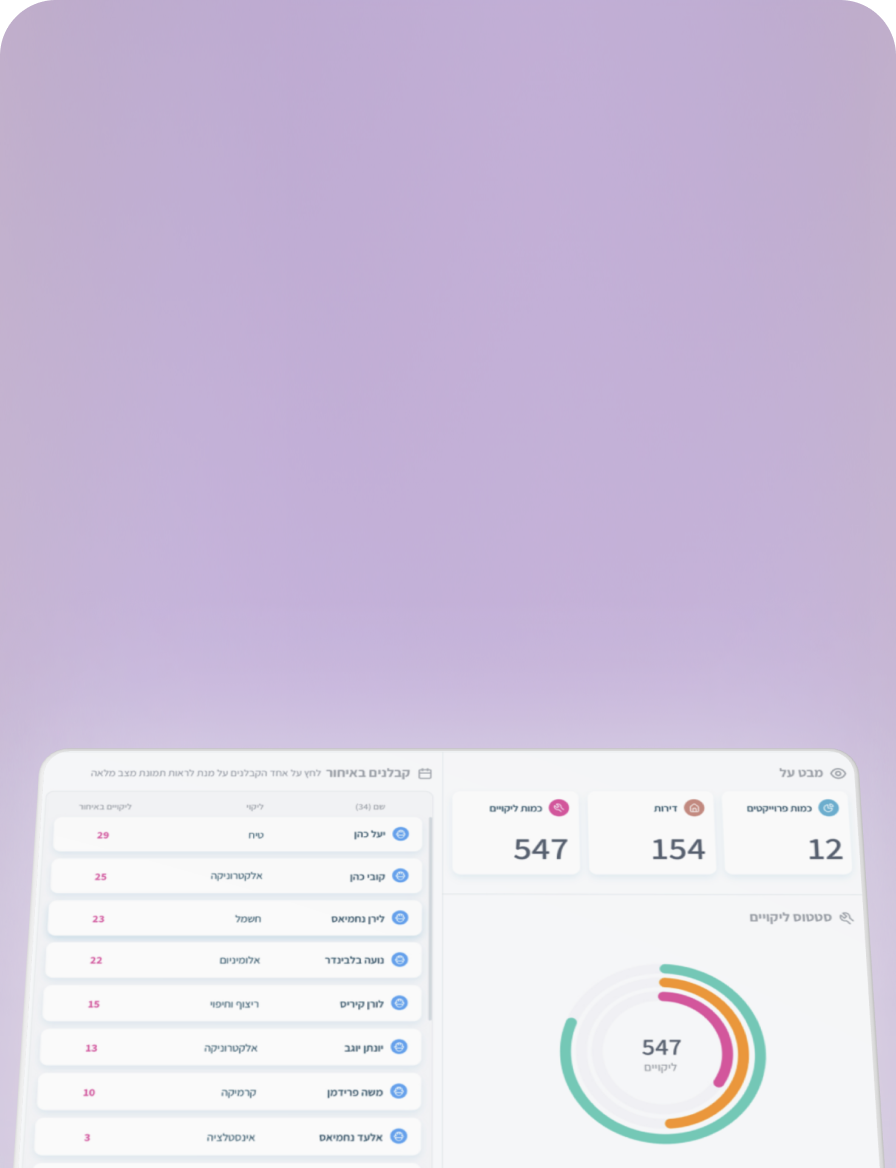 מבט על
כמות פרוייקטים
12
דירות
154
כמות ליקויים
547
סטטוס ליקויים
547
ליקויים
קבלנים באיחור לחץ על אחד הקבלנים על מנת לראות תמונת מצב מלאה
שם (34) ליקוי ליקויים באיחור
יעל כהן טיח 29
קובי כהן אלקטרוניקה 25
לירן נחמיאס חשמל 23
נועה בלבינדר אלומיניום 22
לורן קיריס ריצוף וחיפוי 15
יונתן יוגב אלקטרוניקה 13
משה פרידמן קרמיקה 10
אלעד נחמיאס אינסטלציה 3